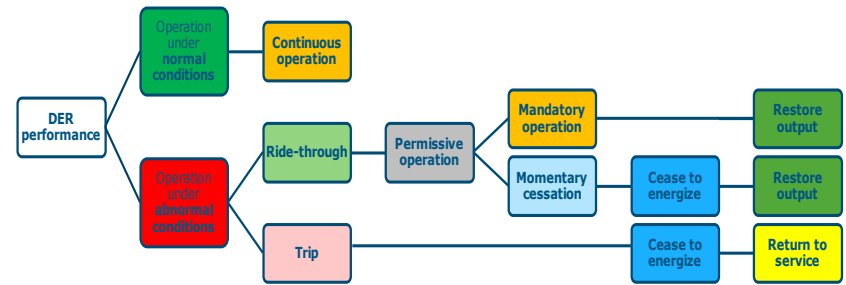 Operation
under
normal
conditions
Continuous
operation
DER
performance
Mandatory
operation
Restore
output
Ride-through
Permissive
operation
Operation
under
abnormal
conditions
Momentary
cessation
Cease to
energize
Restore
output
Trip
Cease to
energize
Return to
service